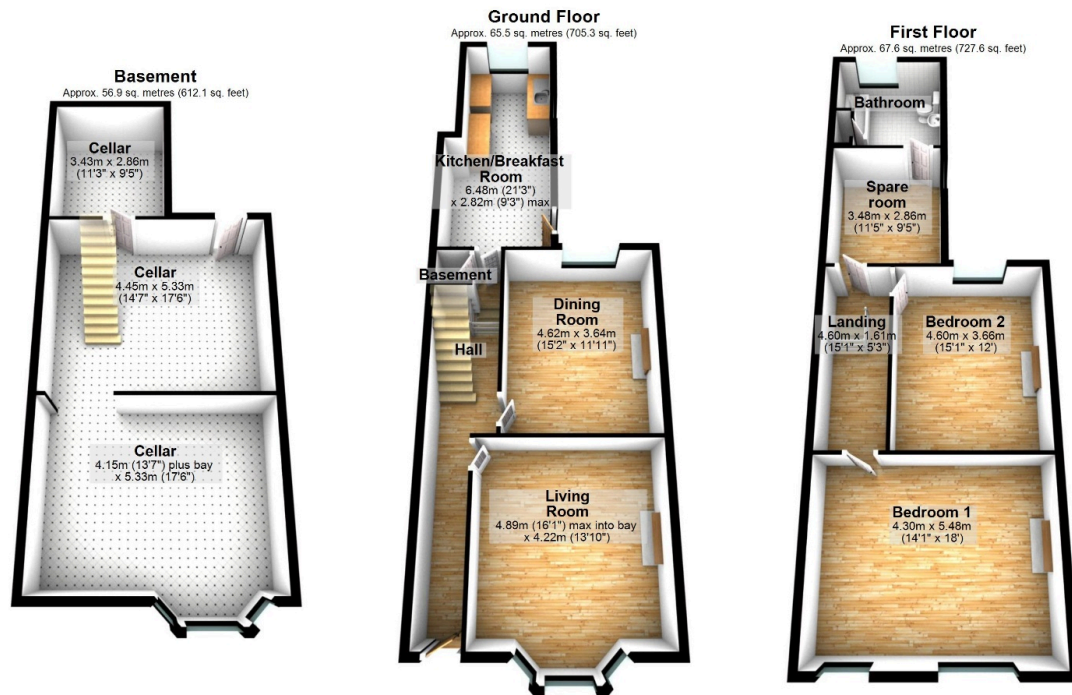 Basement
Approx. 56.9 sq. metres (612.1 sq. feet)
Cellar
3.43m x 2.86m
(11'3" x 9'5")
Cellar
4.45m x 5.33m
(14'7" x 17'6")
Cellar
4.15m (13'7") plus bay
x 5.33m (17'6")
Ground Floor
Approx. 65.5 sq. metres (705.3 sq. feet)
Kitchen/Breakfast
Room
6.48m (21'3")
x 2.82m (9'3") max
Basement
Hall
Dining
Room
4.62m x 3.64m
(15'2" x 11'11")
Living
Room
4.89m (16'1") max into bay
x 4.22m (13'10")
First Floor
Approx. 67.6 sq. metres (727.6 sq. feet)
Bathroom
Spare
room
3.48m x 2.86m
(11'5" x 9'5")
Landing
4.60m x 1.61m
(15'1" x 5'3")
Bedroom 2
4.60m x 3.66m
(15'1" x 12')
Bedroom 1
4.30m x 5.48m
(14'1" x 18')